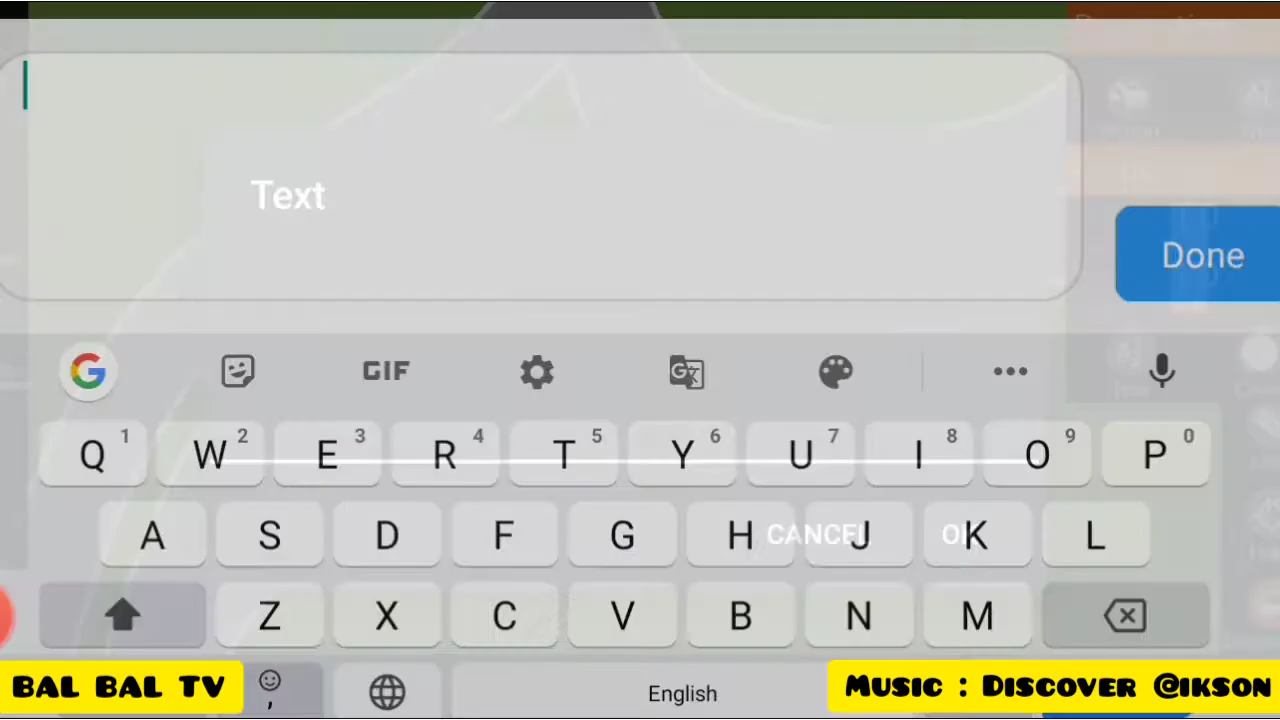 Text
Done
GIF
Q 1 W 2 E 3 R 4 T 5 Y 6 U 7 I 8 O 9 P 0
A S D F G H J K L
CANCEL
Z X C V B N M
BAL BAL TV
,
English
Music : Discover @ikson